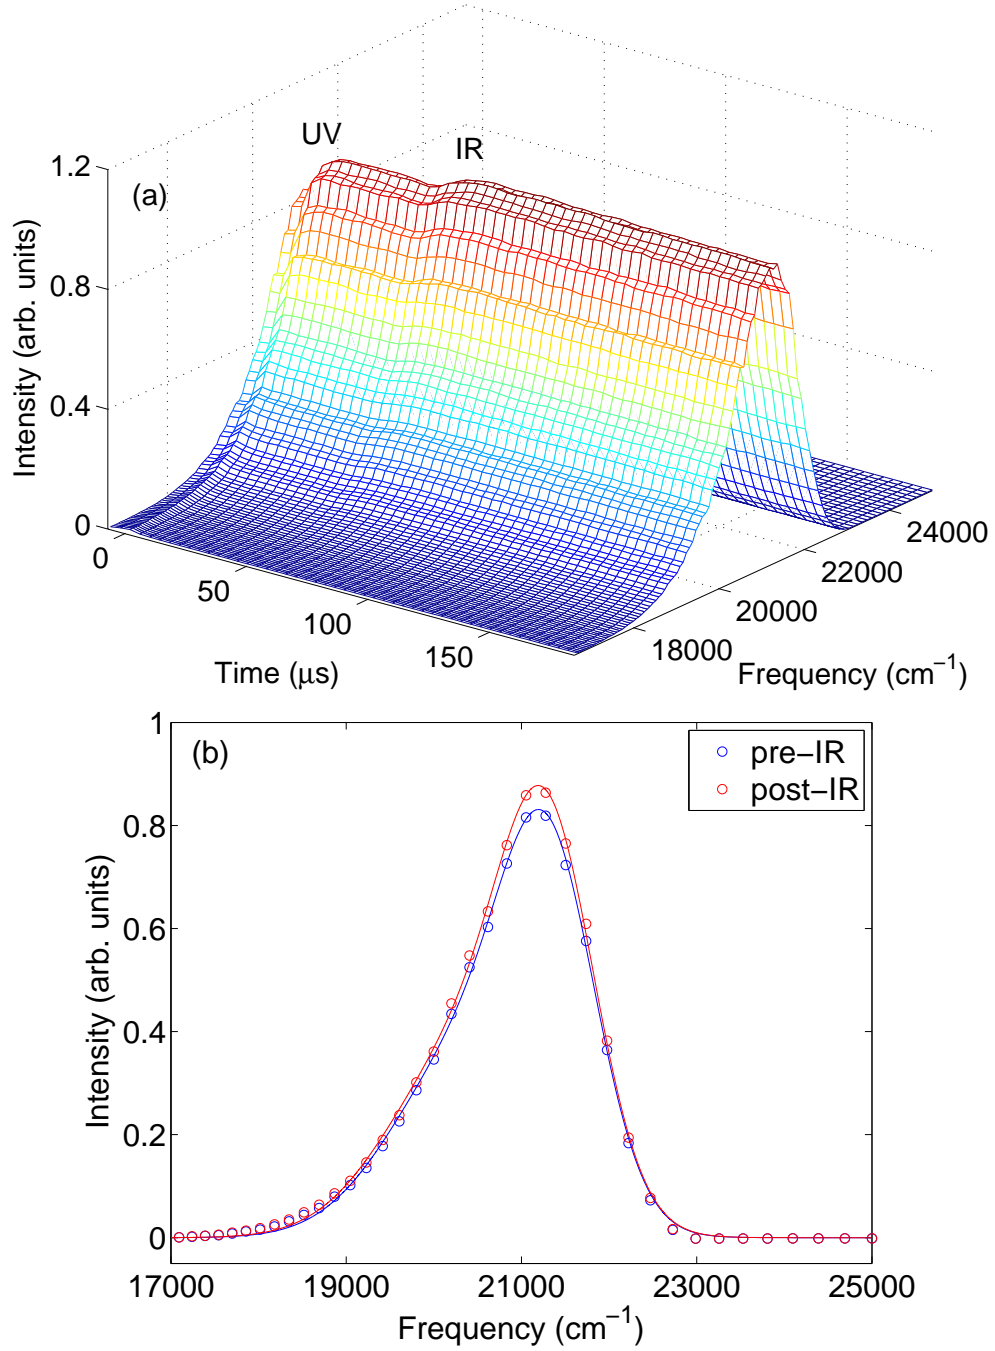 UV
IR
(a)
1.2
0.8
0.4
0
Intensity (arb. units)
0
50
100
150
Time (μs)
18000
20000
22000
24000
Frequency (cm⁻¹)
(b)
pre−IR
post−IR
1
0.8
0.6
0.4
0.2
0
Intensity (arb. units)
17000 19000 21000 23000 25000
Frequency (cm⁻¹)